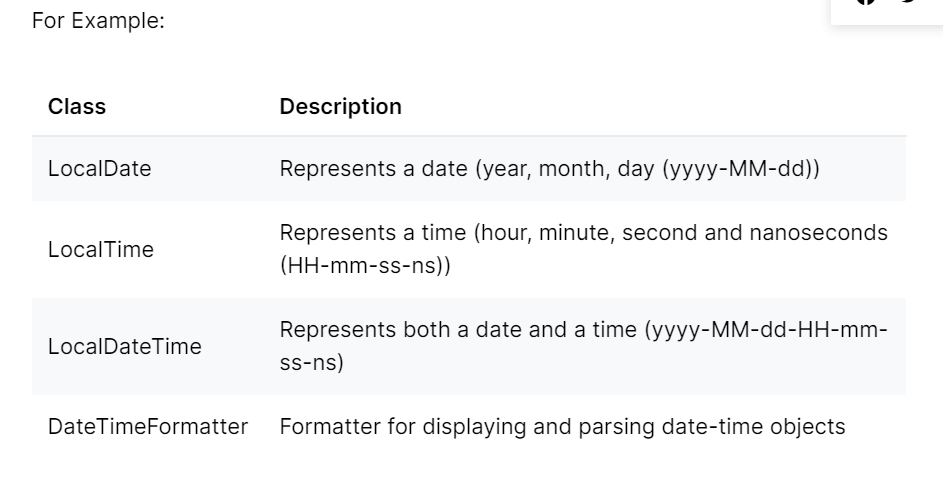 For Example:
Class Description
LocalDate Represents a date (year, month, day (yyyy-MM-dd))
LocalTime Represents a time (hour, minute, second and nanoseconds
(HH-mm-ss-ns))
LocalDateTime Represents both a date and a time (yyyy-MM-dd-HH-mm-
ss-ns)
DateTimeFormatter Formatter for displaying and parsing date-time objects